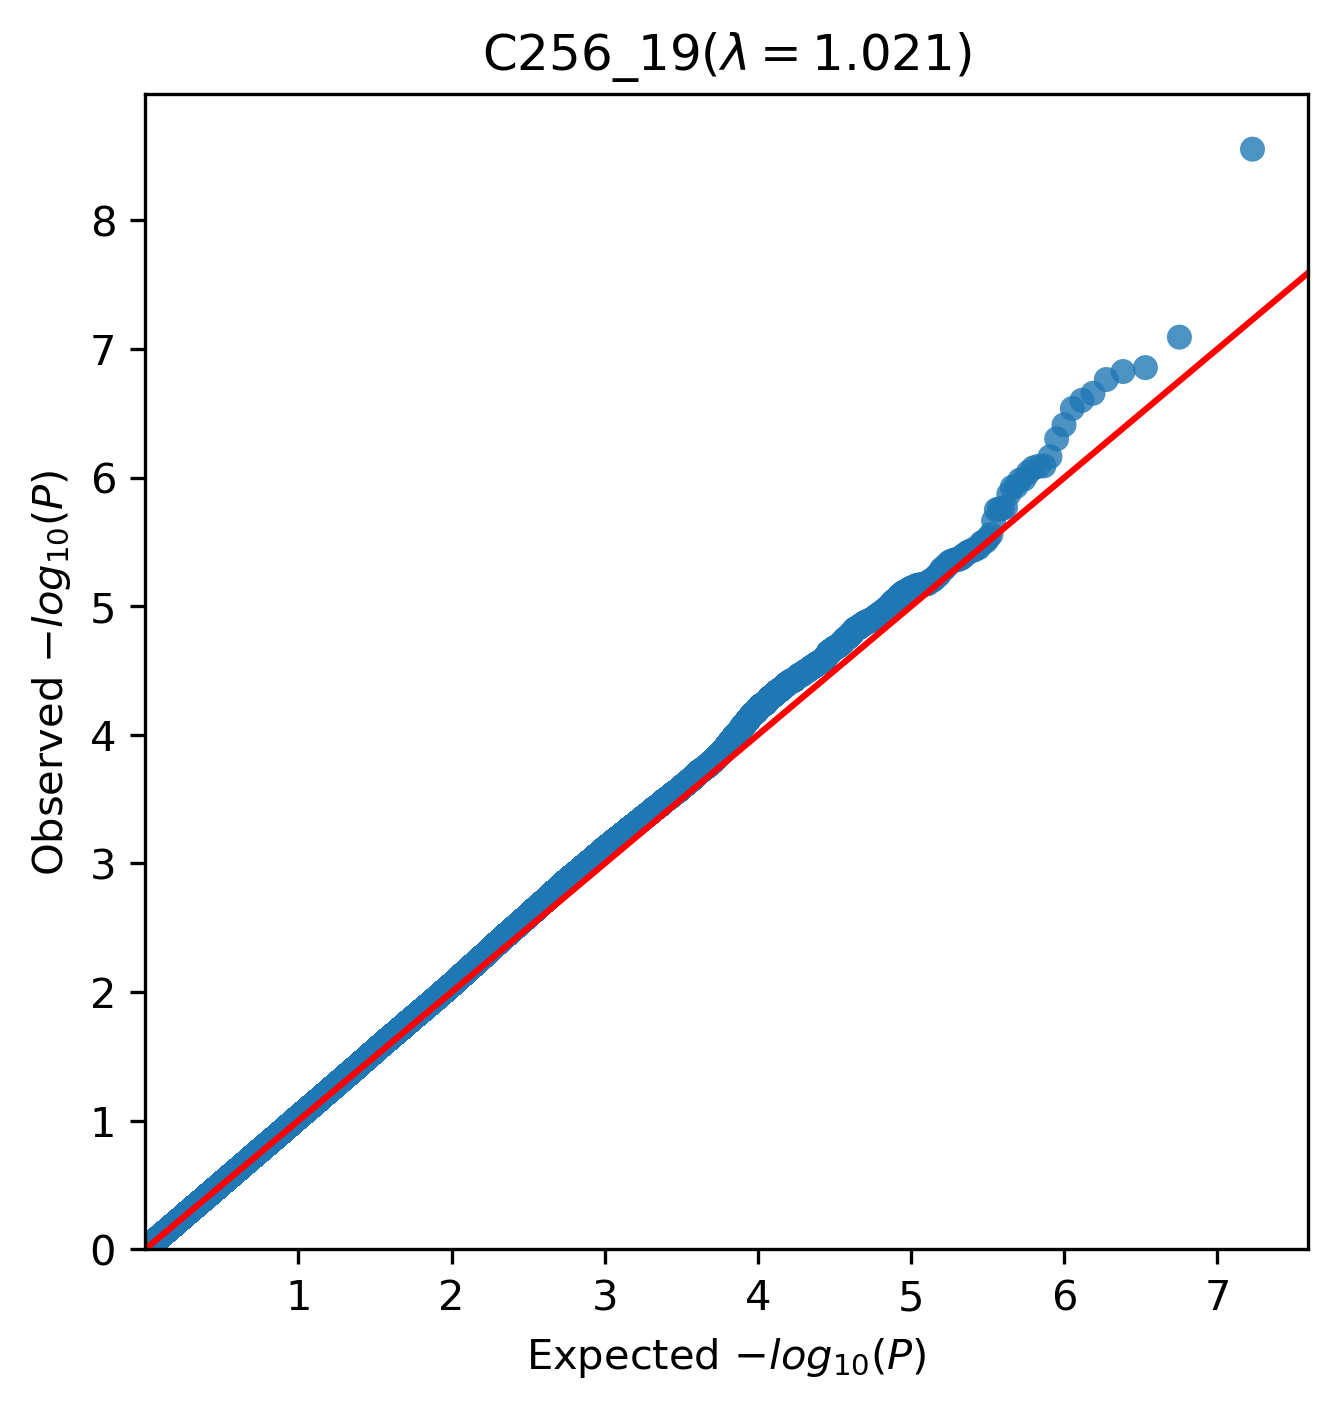 C256_19(λ = 1.021)
Observed −log₁₀(P)
8
7
6
5
4
3
2
1
0
1 2 3 4 5 6 7
Expected −log₁₀(P)